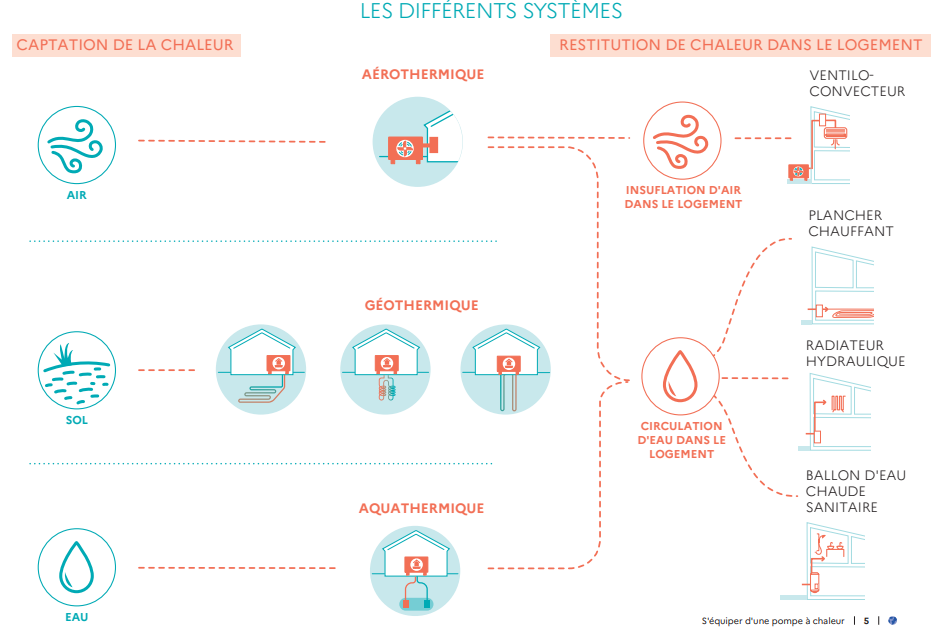 LES DIFFÉRENTS SYSTÈMES
CAPTATION DE LA CHALEUR
RESTITUTION DE CHALEUR DANS LE LOGEMENT
AÉROTHERMIQUE
VENTILO-
CONVECTEUR
AIR
INSUFLATION D'AIR
DANS LE LOGEMENT
PLANCHER
CHAUFFANT
GÉOTHERMIQUE
RADIATEUR
HYDRAULIQUE
SOL
CIRCULATION
D'EAU DANS LE
LOGEMENT
BALLON D'EAU
CHAUDE
SANITAIRE
AQUATHERMIQUE
EAU
S'équiper d'une pompe à chaleur | 5 |